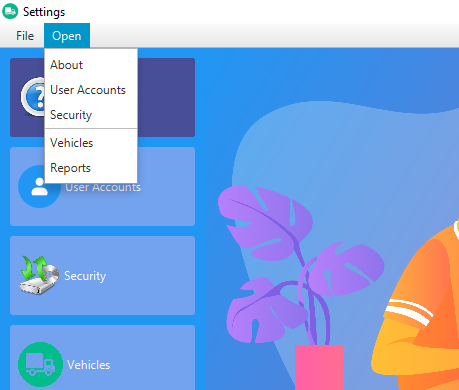 Settings
File Open
About
User Accounts
Security
Vehicles
Reports
User Accounts
Security
Vehicles